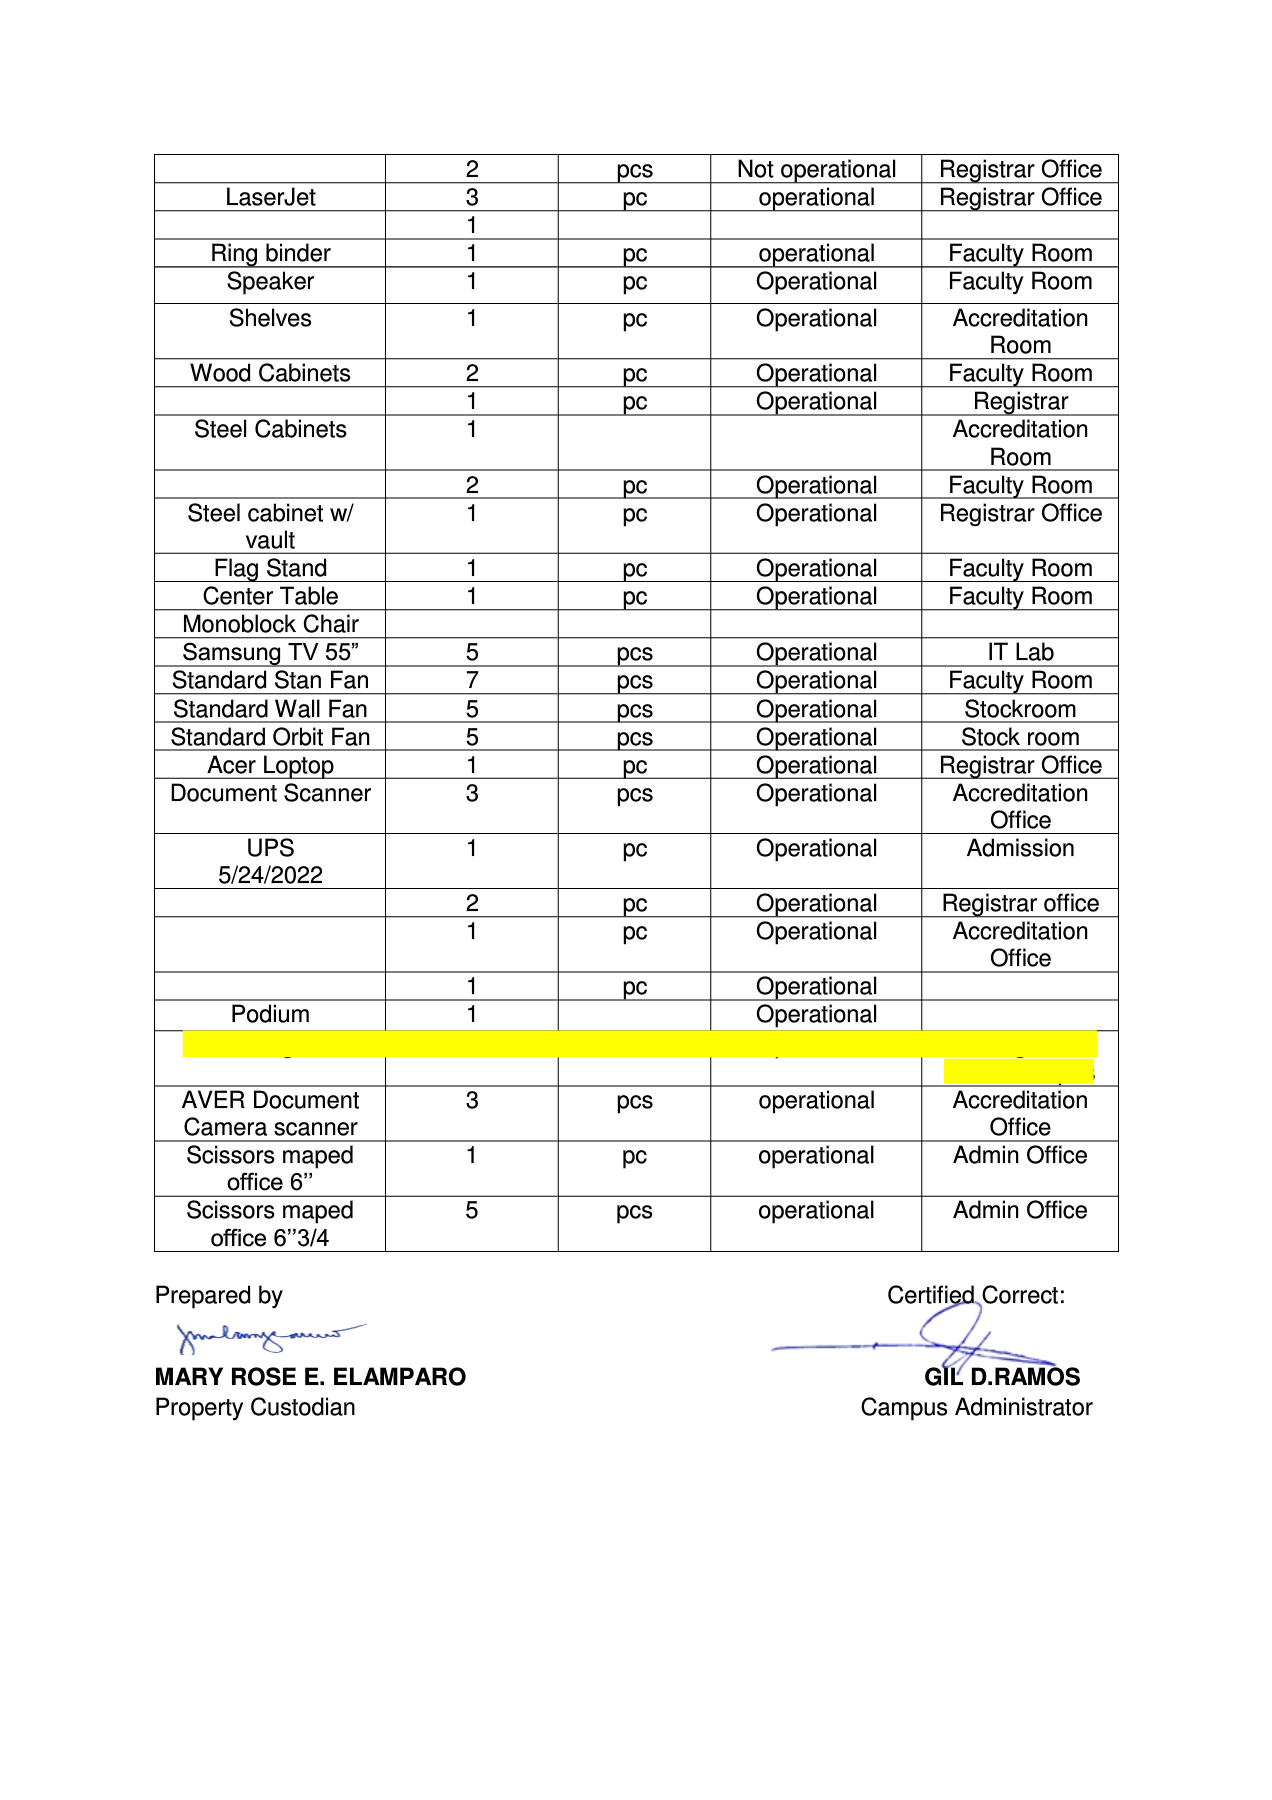 2 pcs Not operational Registrar Office
LaserJet 3 pc operational Registrar Office
1
Ring binder 1 pc operational Faculty Room
Speaker 1 pc Operational Faculty Room
Shelves 1 pc Operational Accreditation
Room
Wood Cabinets 2 pc Operational Faculty Room
1 pc Operational Registrar
Steel Cabinets 1 Accreditation
Room
2 pc Operational Faculty Room
Steel cabinet w/ 1 pc Operational Registrar Office
vault
Flag Stand 1 pc Operational Faculty Room
Center Table 1 pc Operational Faculty Room
Monoblock Chair
Samsung TV 55” 5 pcs Operational IT Lab
Standard Stan Fan 7 pcs Operational Faculty Room
Standard Wall Fan 5 pcs Operational Stockroom
Standard Orbit Fan 5 pcs Operational Stock room
Acer Loptop 1 pc Operational Registrar Office
Document Scanner 3 pcs Operational Accreditation
Office
UPS 1 pc Operational Admission
5/24/2022
2 pc Operational Registrar office
1 pc Operational Accreditation
Office
1 pc Operational
Podium 1 Operational
AVER Document 3 pcs operational Accreditation
Camera scanner Office
Scissors maped 1 pc operational Admin Office
office 6’’
Scissors maped 5 pcs operational Admin Office
office 6’’3/4
Prepared by Certified Correct:
MARY ROSE E. ELAMPARO GIL D.RAMOS
Property Custodian Campus Administrator